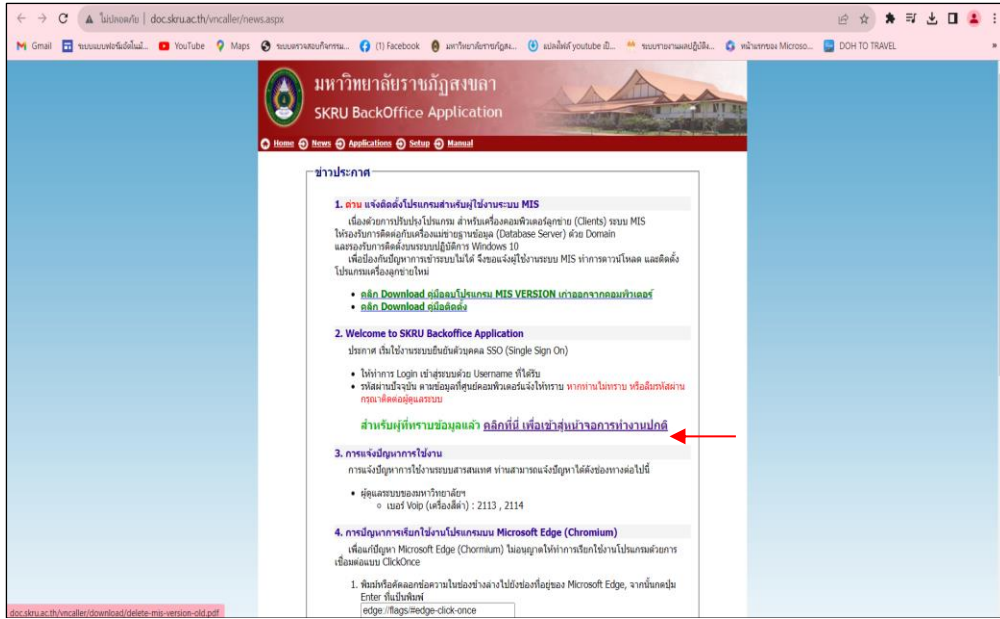 ไม่ปลอดภัย | doc.skru.ac.th/vncaller/news.aspx
Gmail YouTube Maps (1) Facebook หน้าแรกของ Microso... DOH TO TRAVEL
มหาวิทยาลัยราชภัฏสงขลา
SKRU BackOffice Application
Home News Applications Setup Manual
ข่าวประกาศ
1. ด่วน แจ้งติดตั้งโปรแกรมสำหรับผู้ใช้งานระบบ MIS
เนื่องด้วยการปรับปรุงโปรแกรม สำหรับเครื่องคอมพิวเตอร์ลูกข่าย (Clients) ระบบ MIS
ให้รองรับการติดต่อกับเครื่องแม่ข่ายฐานข้อมูล (Database Server) ด้วย Domain
และรองรับการติดตั้งบนระบบปฏิบัติการ Windows 10
เพื่อป้องกันปัญหาการเข้าระบบไม่ได้ จึงขอแจ้งผู้ใช้งานระบบ MIS ทำการดาวน์โหลด และติดตั้ง
โปรแกรมเครื่องลูกข่ายใหม่
• คลิก Download คู่มือลบโปรแกรม MIS VERSION เก่าออกจากคอมพิวเตอร์
• คลิก Download คู่มือติดตั้ง
2. Welcome to SKRU Backoffice Application
ประกาศ เริ่มใช้งานระบบยืนยันตัวบุคคล SSO (Single Sign On)
• ให้ทำการ Login เข้าสู่ระบบด้วย Username ที่ได้รับ
• รหัสผ่านปัจจุบัน ตามข้อมูลที่ศูนย์คอมพิวเตอร์แจ้งให้ทราบ หากท่านไม่ทราบ หรือลืมรหัสผ่าน
กรุณาติดต่อผู้ดูแลระบบ
สำหรับผู้ที่ทราบข้อมูลแล้ว คลิกที่นี่ เพื่อเข้าสู่หน้าจอการทำงานปกติ
3. การแจ้งปัญหาการใช้งาน
การแจ้งปัญหาการใช้งานระบบสารสนเทศ ท่านสามารถแจ้งปัญหาได้ดังช่องทางต่อไปนี้
• ผู้ดูแลระบบของมหาวิทยาลัยฯ
○ เบอร์ Voip (เครื่องสีดำ) : 2113 , 2114
4. การปัญหาการเรียกใช้งานโปรแกรมบน Microsoft Edge (Chromium)
เพื่อแก้ปัญหา Microsoft Edge (Chormium) ไม่อนุญาตให้ทำการเรียกใช้งานโปรแกรมด้วยการ
เชื่อมต่อแบบ ClickOnce
1. พิมพ์หรือคัดลอกข้อความในช่องข้างล่างไปยังช่องที่อยู่ของ Microsoft Edge, จากนั้นกดปุ่ม
Enter ที่แป้นพิมพ์
edge://flags/#edge-click-once
doc.skru.ac.th/vncaller/download/delete-mis-version-old.pdf